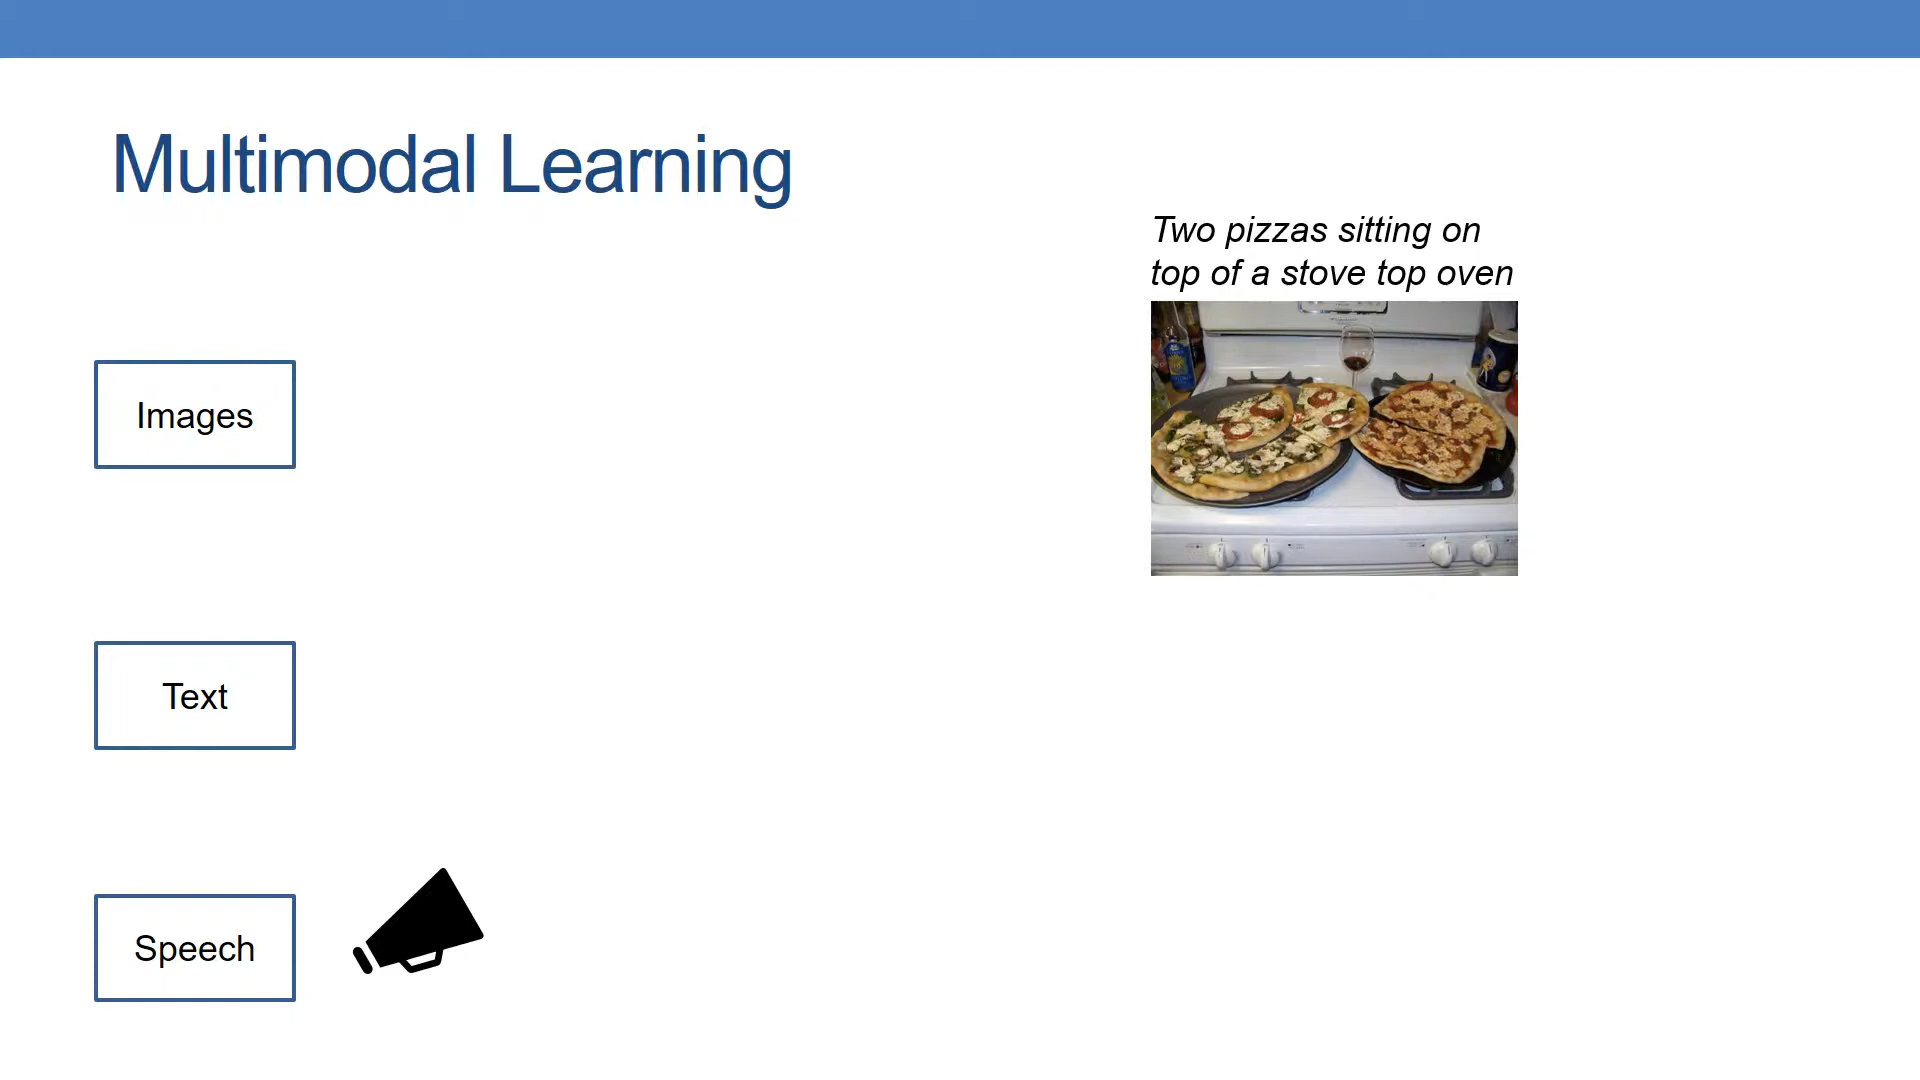 Multimodal Learning
Two pizzas sitting on
top of a stove top oven
Images
Text
Speech